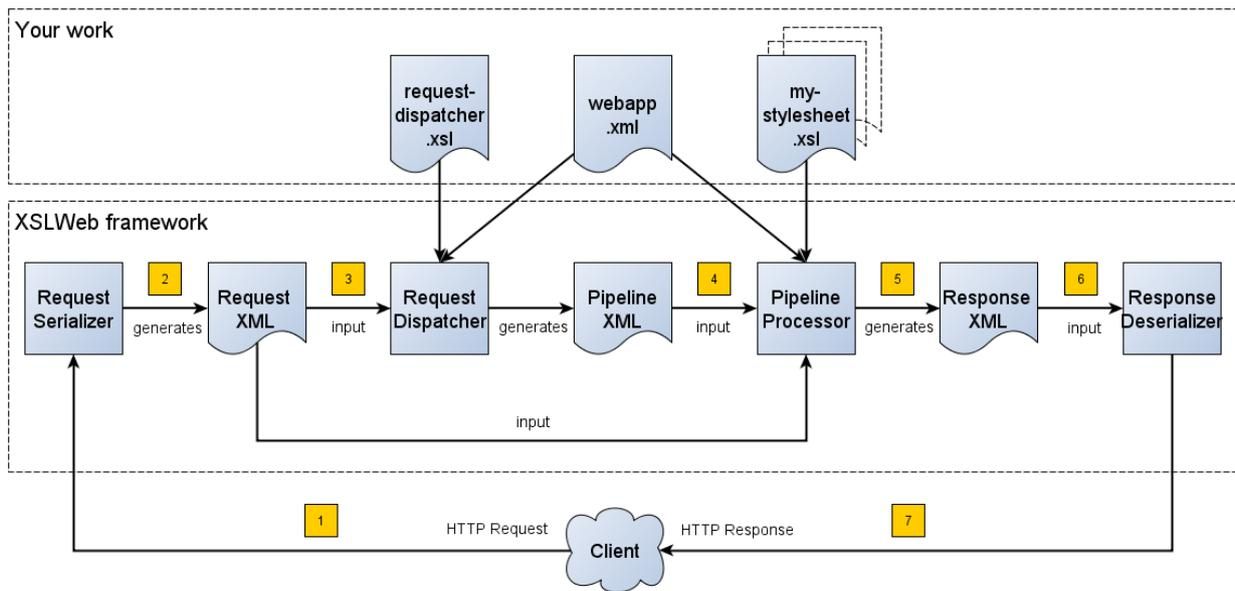 Your work
request-
dispatcher
.xsl
webapp
.xml
my-
stylesheet
.xsl
XSLWeb framework
Request
Serializer
2
generates
Request
XML
3
input
Request
Dispatcher
generates
Pipeline
XML
4
input
Pipeline
Processor
5
generates
Response
XML
6
input
Response
Deserializer
input
1
HTTP Request
Client
HTTP Response
7